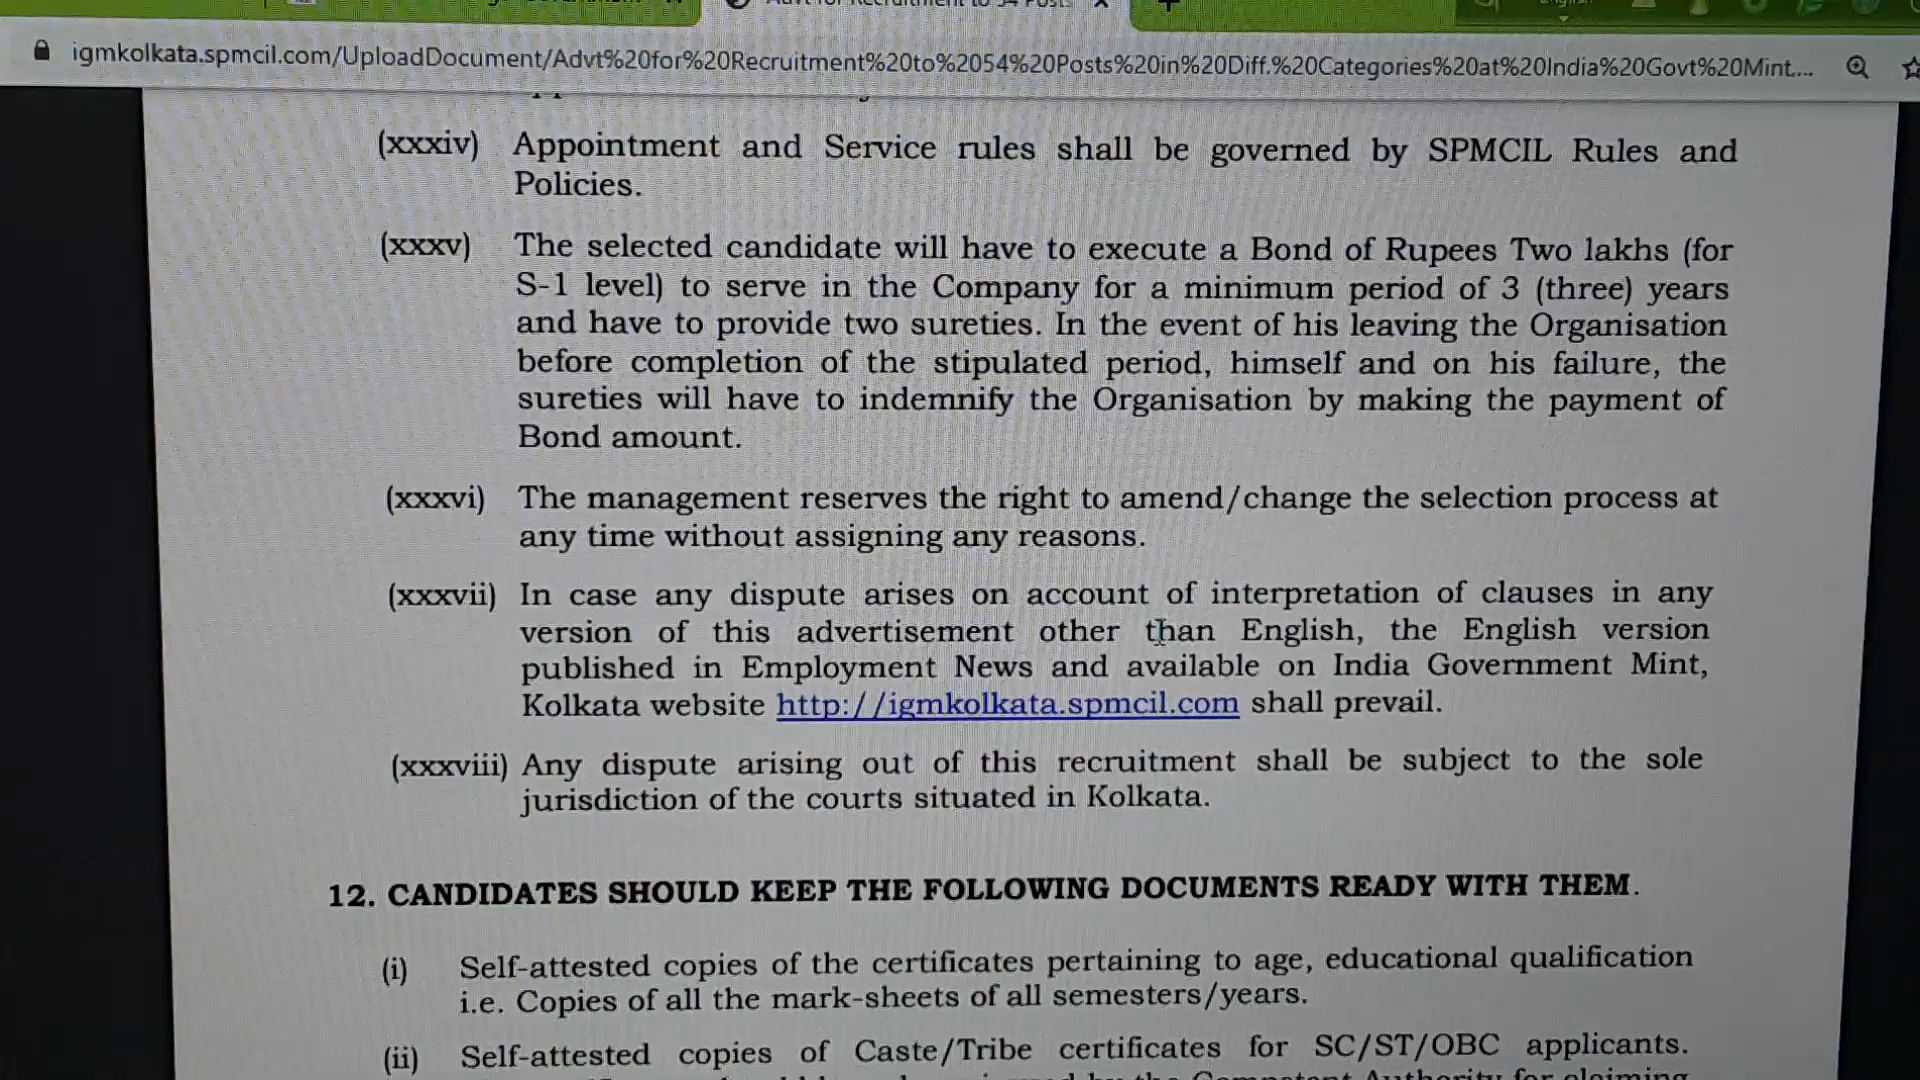 igmkolkata.spmcil.com/UploadDocument/Advt%20for%20Recruitment%20to%2054%20Posts%20in%20Diff.%20Categories%20at%20India%20Govt%20Mint,...
(xxxiv) Appointment and Service rules shall be governed by SPMCIL Rules and
Policies.
(xxxv) The selected candidate will have to execute a Bond of Rupees Two lakhs (for
S-1 level) to serve in the Company for a minimum period of 3 (three) years
and have to provide two sureties. In the event of his leaving the Organisation
before completion of the stipulated period, himself and on his failure, the
sureties will have to indemnify the Organisation by making the payment of
Bond amount.
(xxxvi) The management reserves the right to amend/change the selection process at
any time without assigning any reasons.
(xxxvii) In case any dispute arises on account of interpretation of clauses in any
version of this advertisement other than English, the English version
published in Employment News and available on India Government Mint,
Kolkata website http://igmkolkata.spmcil.com shall prevail.
(xxxviii) Any dispute arising out of this recruitment shall be subject to the sole
jurisdiction of the courts situated in Kolkata.
12. CANDIDATES SHOULD KEEP THE FOLLOWING DOCUMENTS READY WITH THEM.
(i) Self-attested copies of the certificates pertaining to age, educational qualification
i.e. Copies of all the mark-sheets of all semesters/years.
(ii) Self-attested copies of Caste/Tribe certificates for SC/ST/OBC applicants.